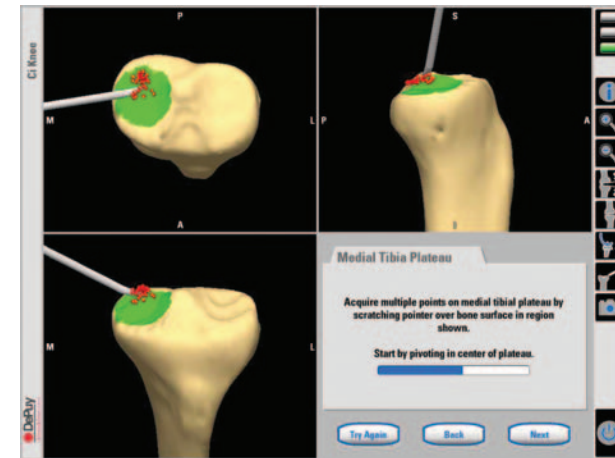 Ci Knee
P
M
L
A
S
P
A
I
M
L
Medial Tibia Plateau
Acquire multiple points on medial tibial plateau by
scratching pointer over bone surface in region
shown.
Start by pivoting in center of plateau.
Try Again
Back
Next
DePuy